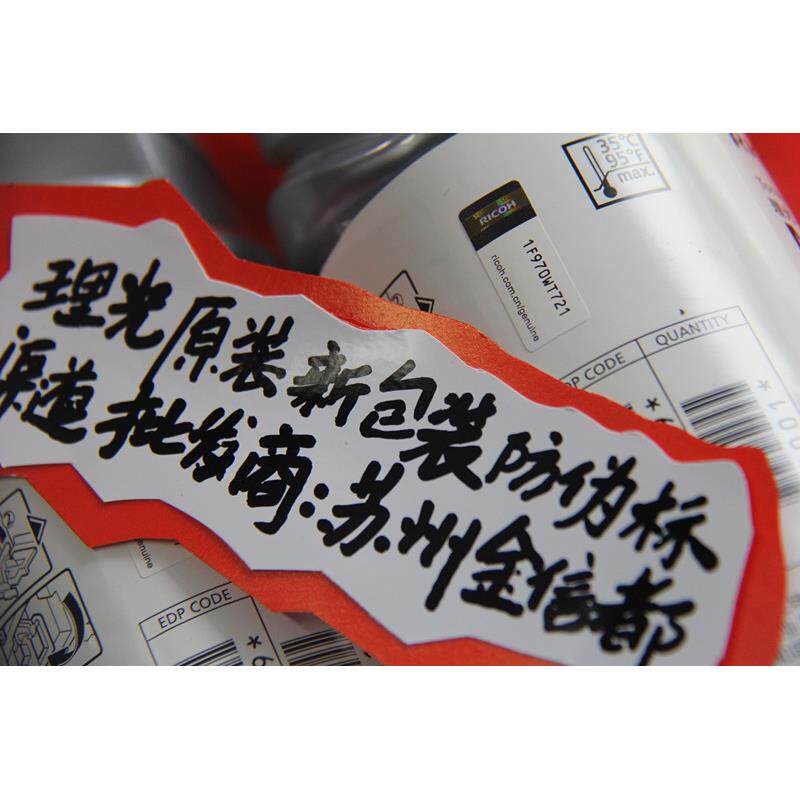 理光原装新包装防伪标
渠道批发商:苏州金信都
35°C
95°F
max.
RICOH
1F970WT721
ricoh.com.cn/genuine
EDP CODE
QUANTITY
genuine
EDP CODE